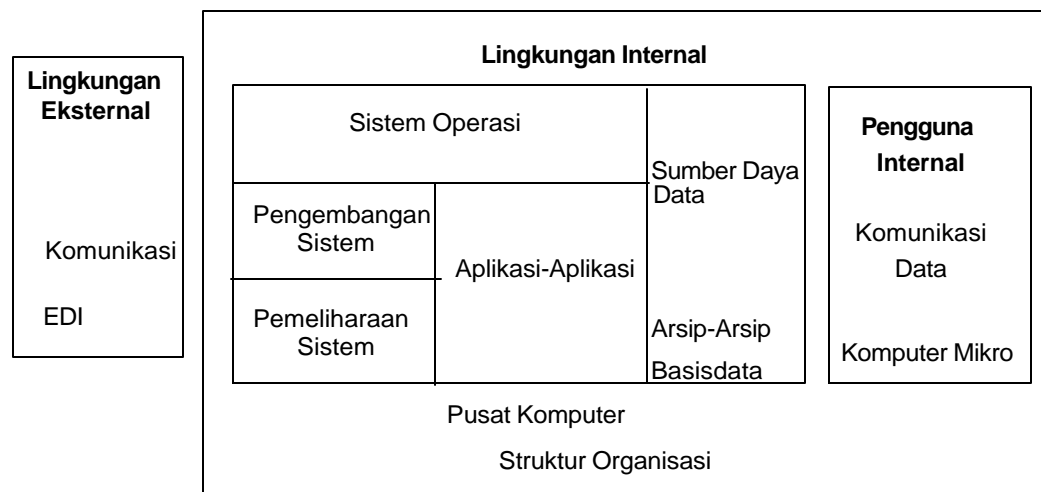 Lingkungan
Eksternal
Komunikasi
EDI
Lingkungan Internal
Sistem Operasi
Pengembangan
Sistem
Pemeliharaan
Sistem
Aplikasi-Aplikasi
Sumber Daya
Data
Arsip-Arsip
Basisdata
Pengguna
Internal
Komunikasi
Data
Komputer Mikro
Pusat Komputer
Struktur Organisasi